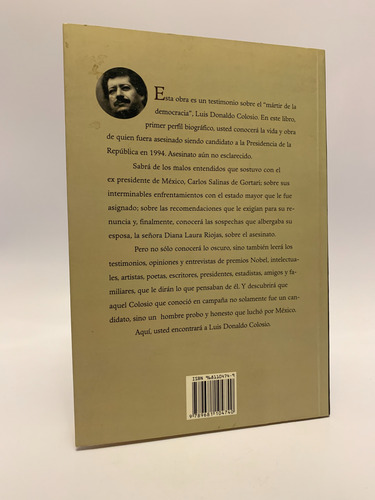 Esta obra es un testimonio sobre el "mártir de la
democracia", Luis Donaldo Colosio. En este libro,
primer perfil biográfico, usted conocerá la vida y obra
de quien fuera asesinado siendo candidato a la Presidencia de la
República en 1994. Asesinato aún no esclarecido.
Sabrá de los malos entendidos que sostuvo con el
ex presidente de México, Carlos Salinas de Gortari; sobre sus
interminables enfrentamientos con el estado mayor que le fue
asignado; sobre las recomendaciones que le exigían para su re-
nuncia y, finalmente, conocerá las sospechas que albergaba su
esposa, la señora Diana Laura Riojas, sobre el asesinato.
Pero no sólo conocerá lo oscuro, sino también leerá los
testimonios, opiniones y entrevistas de premios Nobel, intelectua-
les, artistas, poetas, escritores, presidentes, estadistas, amigos y fa-
miliares, que le dirán lo que pensaban de él. Y descubrirá que
aquel Colosio que conoció en campaña no solamente fue un can-
didato, sino un hombre probo y honesto que luchó por México.
Aquí, usted encontrará a Luis Donaldo Colosio.
ISBN 968110474-9
9 789681 104740